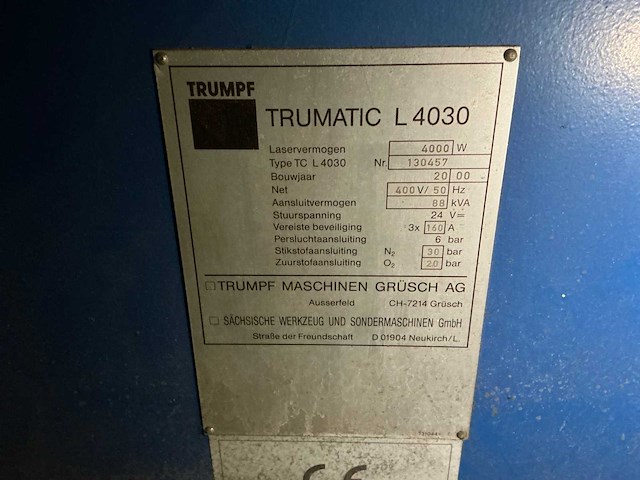 TRUMPF
TRUMATIC L 4030
Laservermogen 4000 W
Type TC L 4030 Nr. 130457
Bouwjaar 20 00
Net 400V/ 50 Hz
Aansluitvermogen 88 kVA
Stuurspanning 24 V=
Vereiste beveiliging 3x 160 A
Persluchtaansluiting 6 bar
Stikstofaansluiting N₂ 30 bar
Zuurstofaansluiting O₂ 20 bar
TRUMPF MASCHINEN GRÜSCH AG
Ausserfeld CH-7214 Grüsch
SÄCHSISCHE WERKZEUG UND SONDERMASCHINEN GmbH
Straße der Freundschaft D 01904 Neukirch/L.
CE